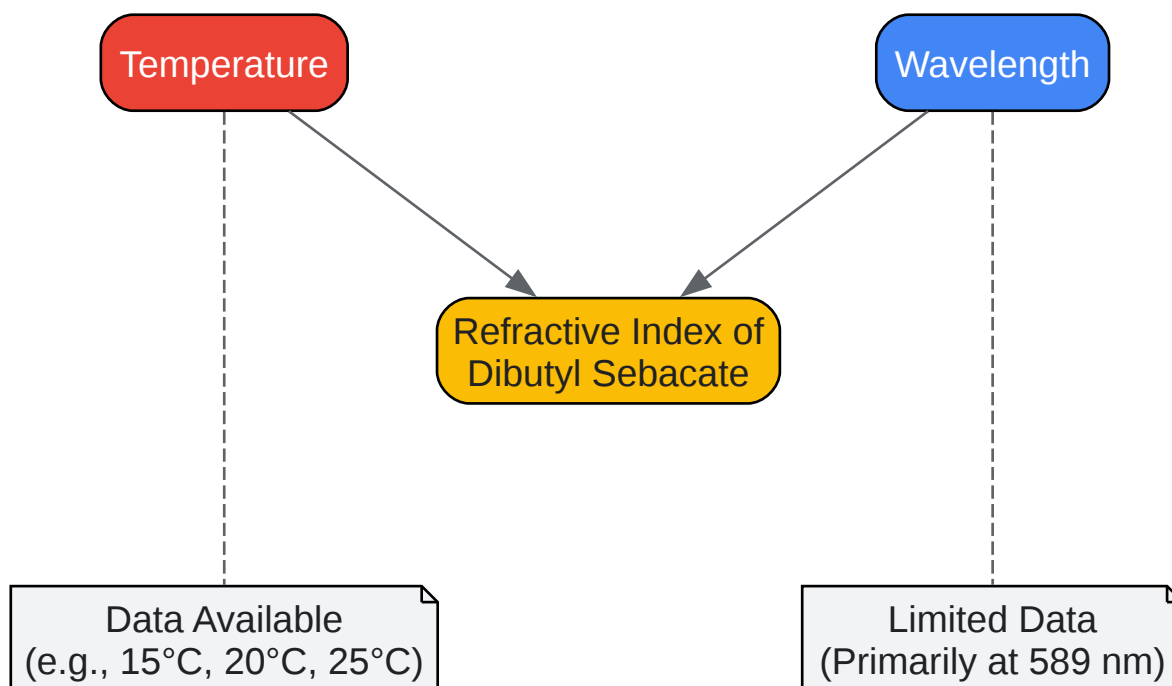 Temperature
Wavelength
Refractive Index of
Dibutyl Sebacate
Data Available
(e.g., 15°C, 20°C, 25°C)
Limited Data
(Primarily at 589 nm)